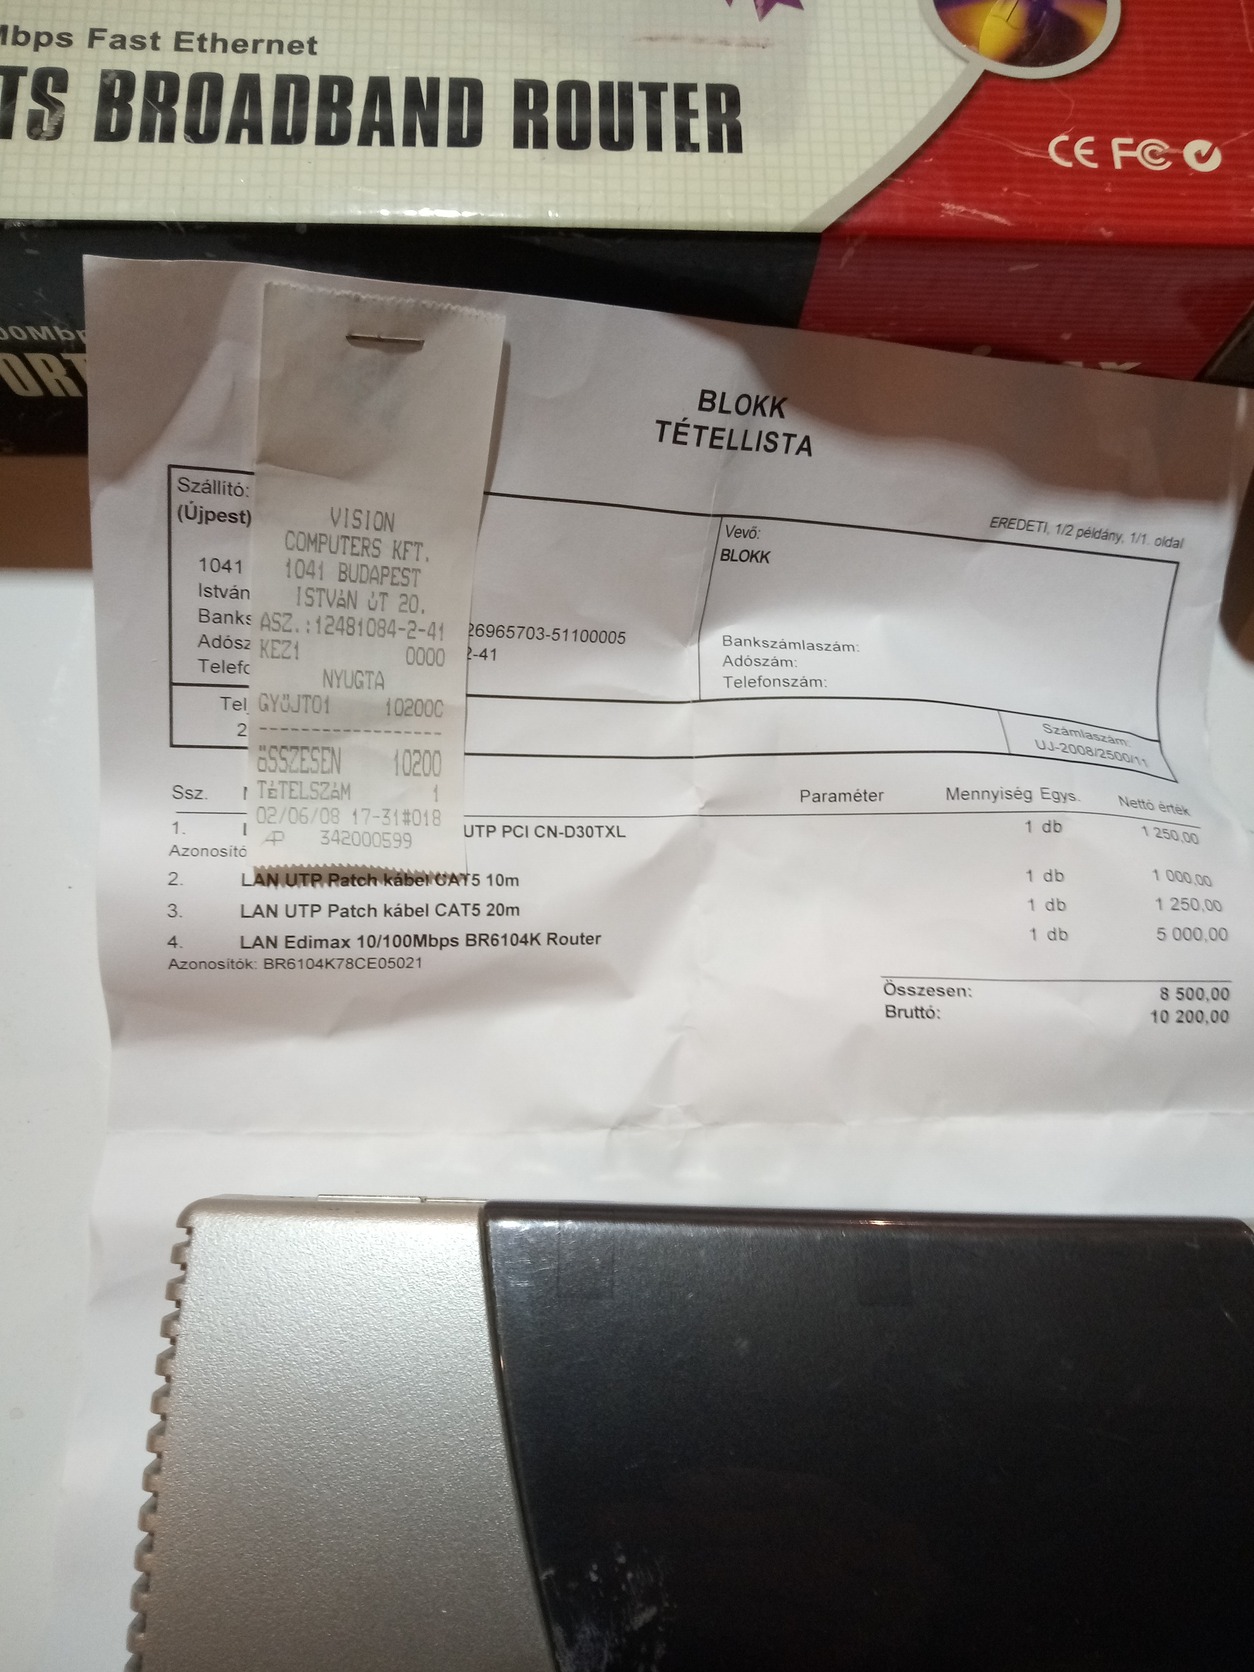 Mbps Fast Ethernet
TS BROADBAND ROUTER
CE FC
ORT
BLOKK
TÉTELLISTA
EREDETI, 1/2 példány, 1/1. oldal
Szállító:
(Újpest)
1041
István
Banks
26965703-51100005
Adósz
2-41
Telefo
Vevő:
BLOKK
Bankszámlaszám:
Adószám:
Telefonszám:
Számlaszám:
UJ-2008/2500/11
VISION
COMPUTERS KFT.
1041 BUDAPEST
ISTVÁN ÚT 20.
ASZ.:12481084-2-41
KEZ1 0000
NYUGTA
GYŰJTO1 10200C
------------------
ÖSSZESEN 10200
TÉTELSZÁM 1
02/06/08 17-31#018
AP 342000599
Tel
2
Ssz. Paraméter Mennyiség Egys. Nettó érték
1. UTP PCI CN-D30TXL 1 db 1 250,00
Azonosító
2. LAN UTP Patch kábel CAT5 10m 1 db 1 000,00
3. LAN UTP Patch kábel CAT5 20m 1 db 1 250,00
4. LAN Edimax 10/100Mbps BR6104K Router 1 db 5 000,00
Azonosítók: BR6104K78CE05021
Összesen: 8 500,00
Bruttó: 10 200,00